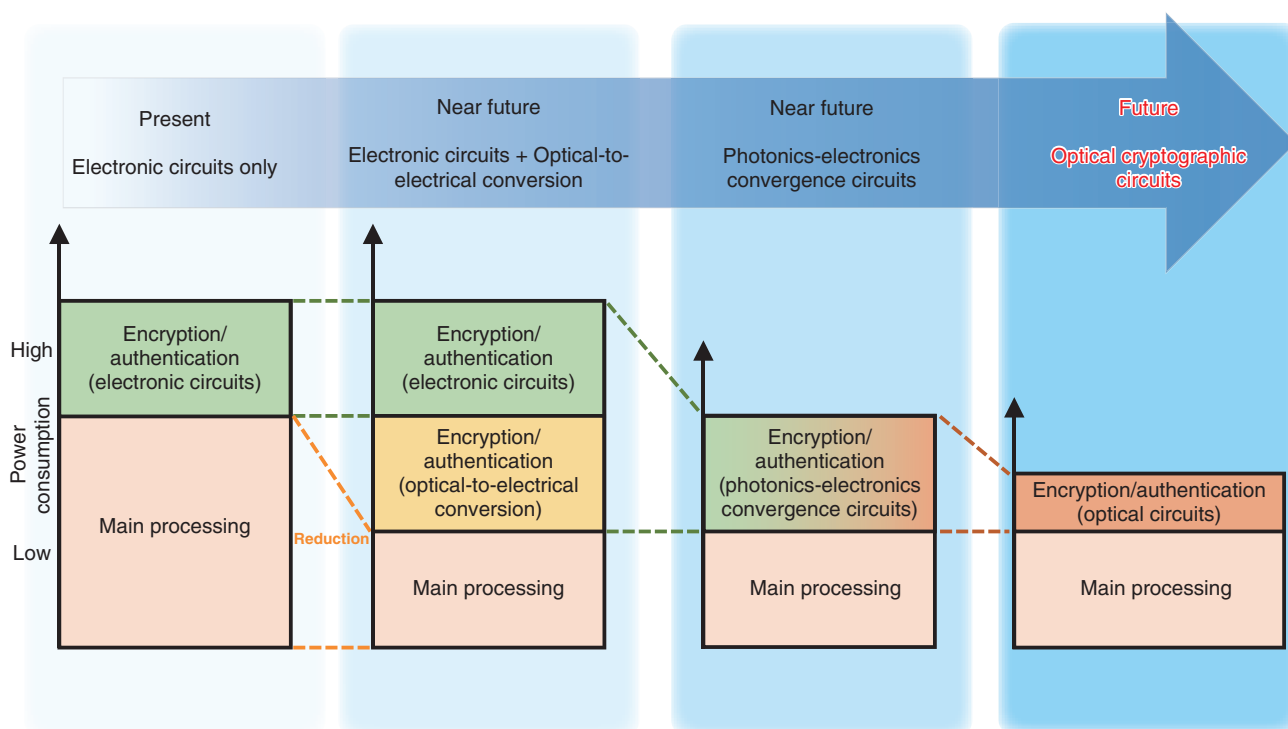 Present
Electronic circuits only
Near future
Electronic circuits + Optical-to-
electrical conversion
Near future
Photonics-electronics
convergence circuits
Future
Optical cryptographic
circuits
High
Power
consumption
Low
Encryption/
authentication
(electronic circuits)
Main processing
Reduction
Encryption/
authentication
(electronic circuits)
Encryption/
authentication
(optical-to-electrical
conversion)
Main processing
Encryption/
authentication
(photonics-electronics
convergence circuits)
Main processing
Encryption/authentication
(optical circuits)
Main processing